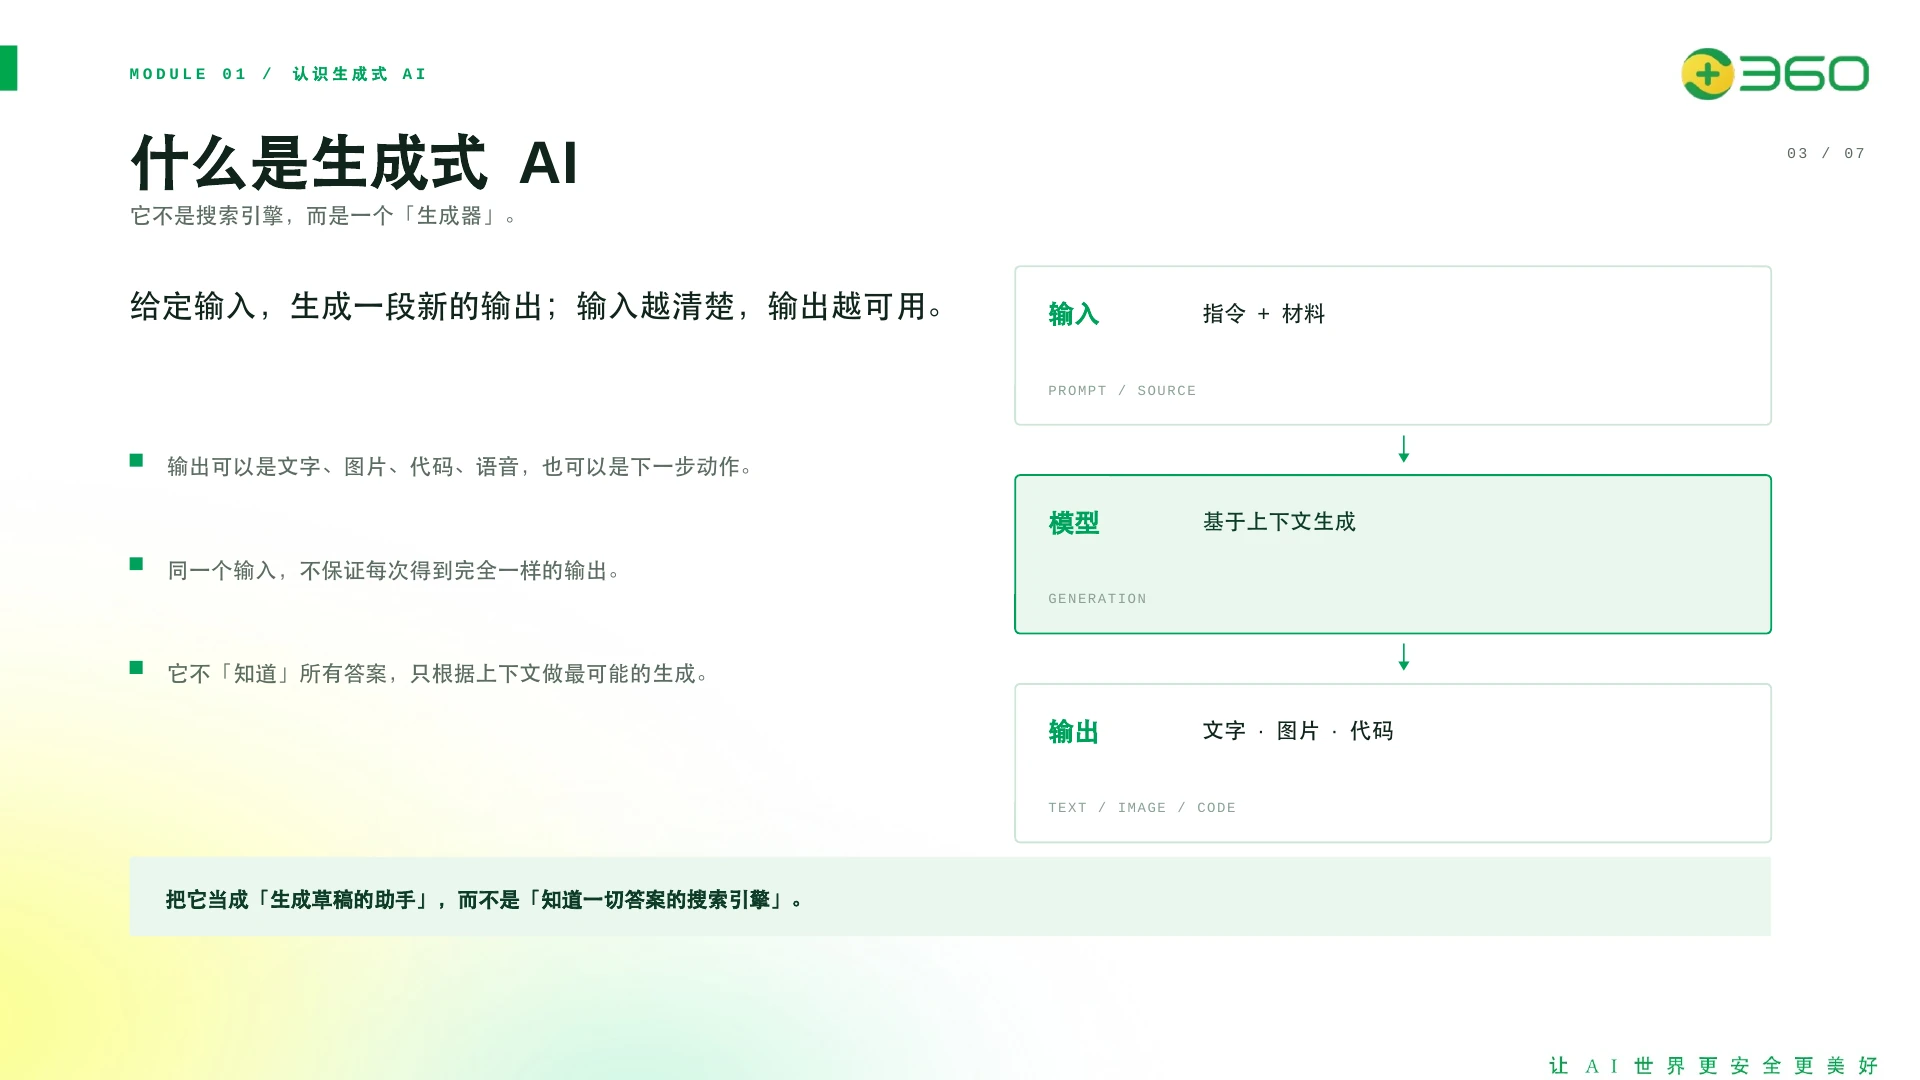 MODULE 01 / 认识生成式 AI
360
什么是生成式 AI
03 / 07
它不是搜索引擎，而是一个「生成器」。
给定输入，生成一段新的输出；输入越清楚，输出越可用。
输出可以是文字、图片、代码、语音，也可以是下一步动作。
同一个输入，不保证每次得到完全一样的输出。
它不「知道」所有答案，只根据上下文做最可能的生成。
输入 指令 + 材料
PROMPT / SOURCE
模型 基于上下文生成
GENERATION
输出 文字 · 图片 · 代码
TEXT / IMAGE / CODE
把它当成「生成草稿的助手」，而不是「知道一切答案的搜索引擎」。
让 AI 世界更安全更美好